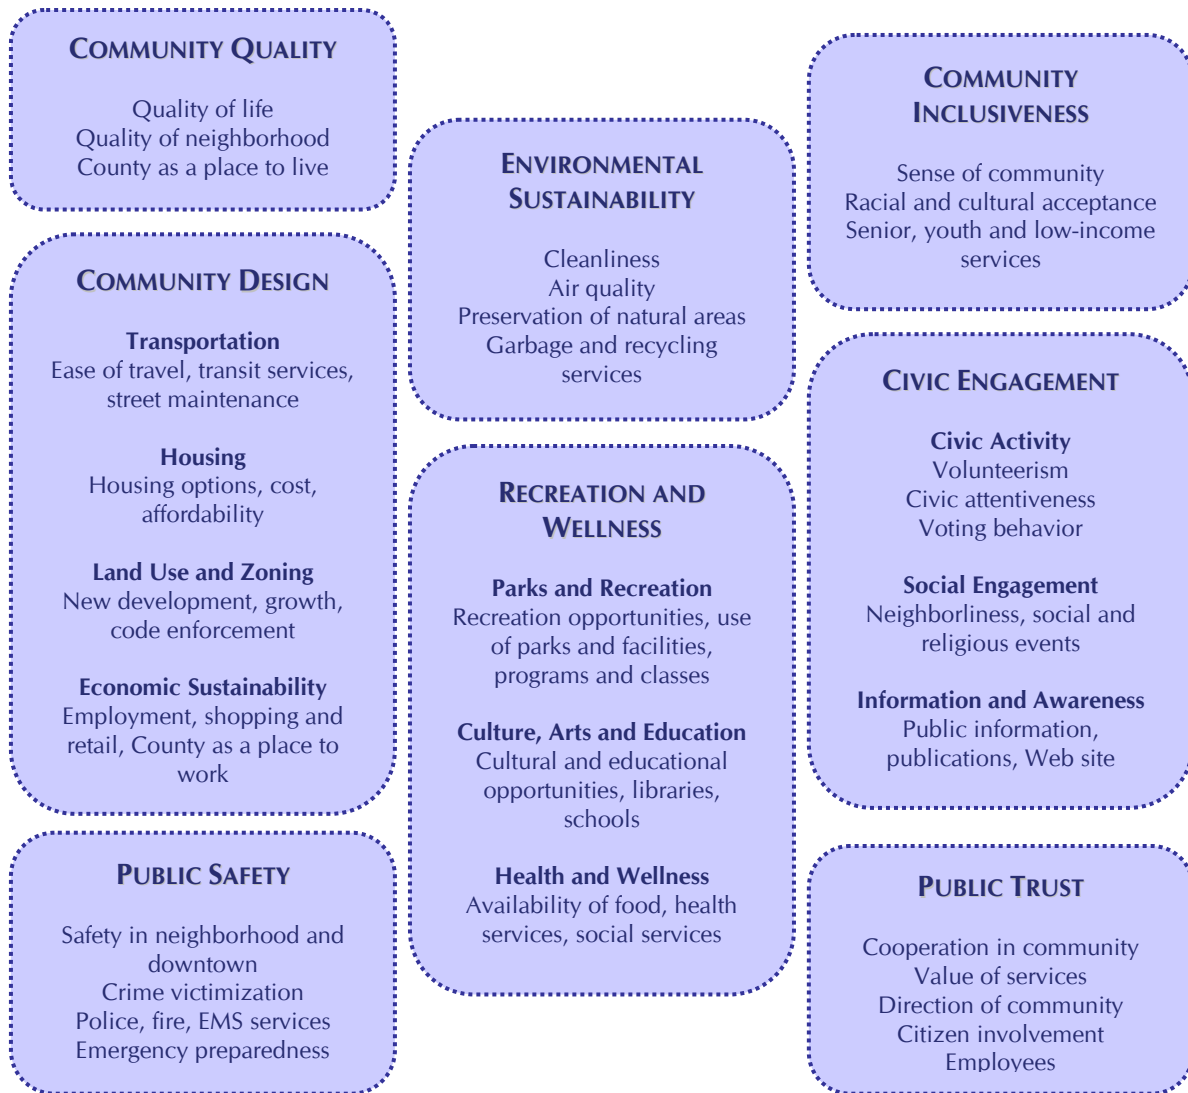 COMMUNITY QUALITY
Quality of life
Quality of neighborhood
County as a place to live
COMMUNITY DESIGN
Transportation
Ease of travel, transit services,
street maintenance
Housing
Housing options, cost,
affordability
Land Use and Zoning
New development, growth,
code enforcement
Economic Sustainability
Employment, shopping and
retail, County as a place to
work
PUBLIC SAFETY
Safety in neighborhood and
downtown
Crime victimization
Police, fire, EMS services
Emergency preparedness
ENVIRONMENTAL
SUSTAINABILITY
Cleanliness
Air quality
Preservation of natural areas
Garbage and recycling
services
RECREATION AND
WELLNESS
Parks and Recreation
Recreation opportunities, use
of parks and facilities,
programs and classes
Culture, Arts and Education
Cultural and educational
opportunities, libraries,
schools
Health and Wellness
Availability of food, health
services, social services
COMMUNITY
INCLUSIVENESS
Sense of community
Racial and cultural acceptance
Senior, youth and low-income
services
CIVIC ENGAGEMENT
Civic Activity
Volunteerism
Civic attentiveness
Voting behavior
Social Engagement
Neighborliness, social and
religious events
Information and Awareness
Public information,
publications, Web site
PUBLIC TRUST
Cooperation in community
Value of services
Direction of community
Citizen involvement
Employees